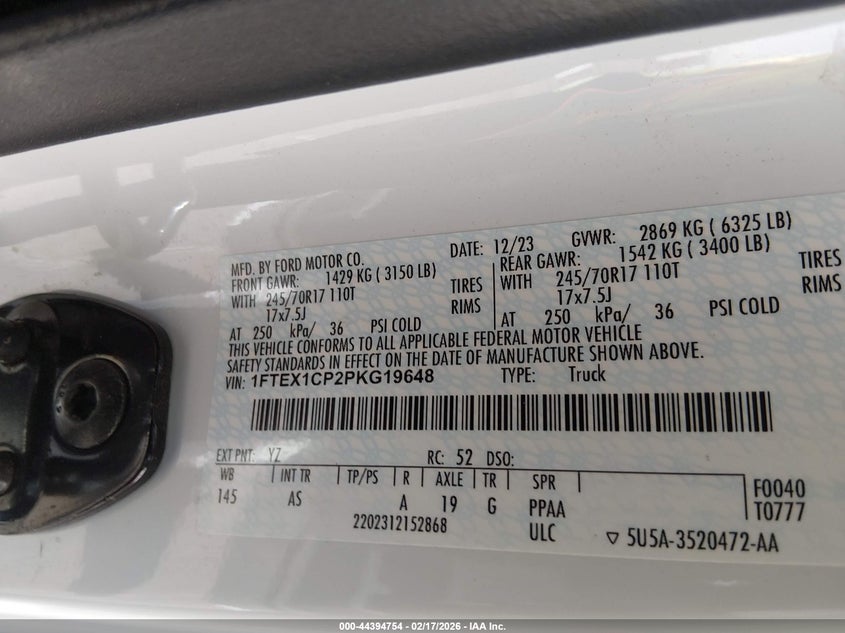 MFD. BY FORD MOTOR CO. DATE: 12/23 GVWR: 2869 KG ( 6325 LB)
FRONT GAWR: 1429 KG ( 3150 LB) REAR GAWR: 1542 KG ( 3400 LB)
WITH 245/70R17 110T TIRES WITH 245/70R17 110T TIRES
17x7.5J RIMS 17x7.5J RIMS
AT 250 kPa/ 36 PSI COLD AT 250 kPa/ 36 PSI COLD
THIS VEHICLE CONFORMS TO ALL APPLICABLE FEDERAL MOTOR VEHICLE
SAFETY STANDARDS IN EFFECT ON THE DATE OF MANUFACTURE SHOWN ABOVE.
VIN: 1FTEX1CP2PKG19648 TYPE: Truck
EXT PNT: YZ RC: 52 DSO:
WB INT TR TP/PS R AXLE TR SPR F0040
145 AS A 19 G PPAA T0777
2202312152868 ULC ▽ 5U5A-3520472-AA
000-44394754 - 02/17/2026 - IAA Inc.